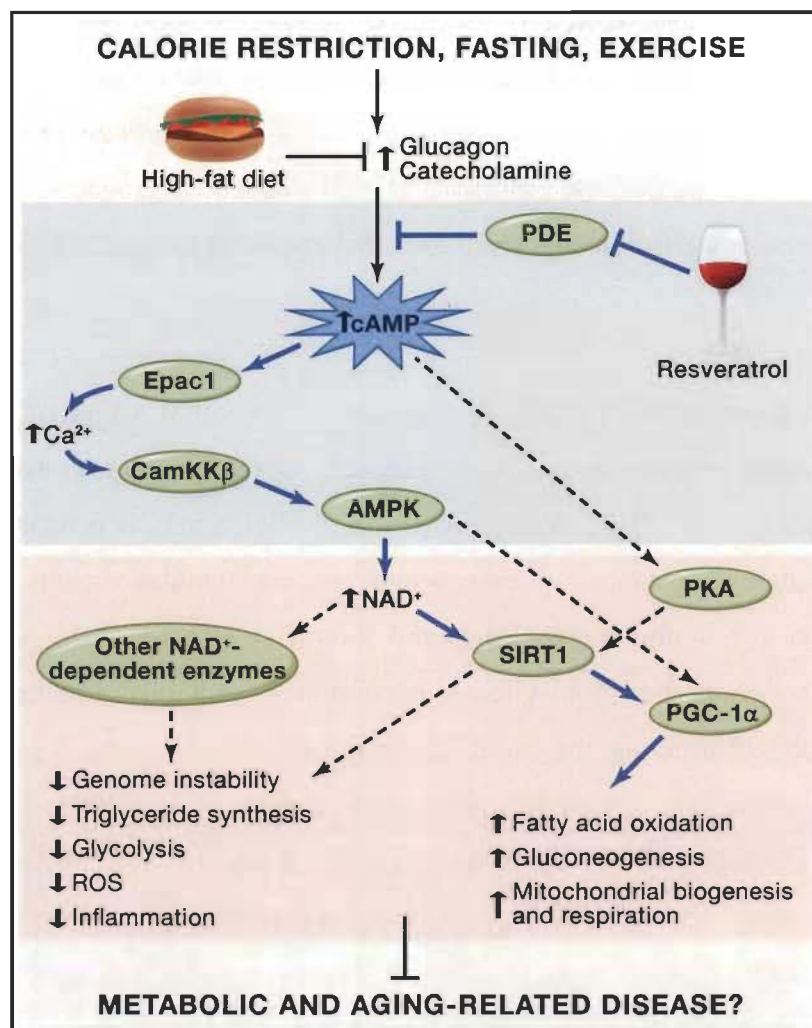 CALORIE RESTRICTION, FASTING, EXERCISE
High-fat diet
↑ Glucagon
Catecholamine
PDE
Resveratrol
↑cAMP
Epac1
↑Ca²⁺
CamKKβ
AMPK
PKA
↑NAD⁺
Other NAD⁺-
dependent enzymes
SIRT1
PGC-1α
↓ Genome instability
↓ Triglyceride synthesis
↓ Glycolysis
↓ ROS
↓ Inflammation
↑ Fatty acid oxidation
↑ Gluconeogenesis
↑ Mitochondrial biogenesis
and respiration
METABOLIC AND AGING-RELATED DISEASE?